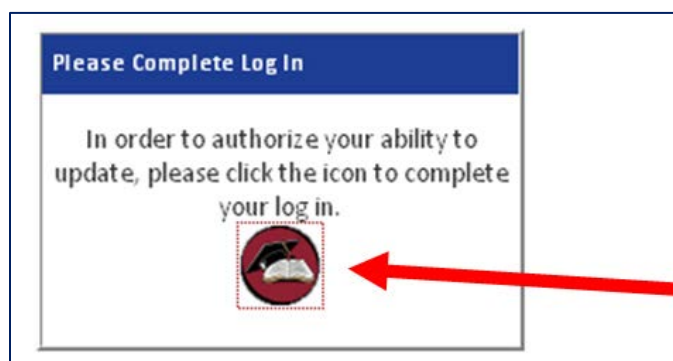 Please Complete Log In
In order to authorize your ability to
update, please click the icon to complete
your log in.